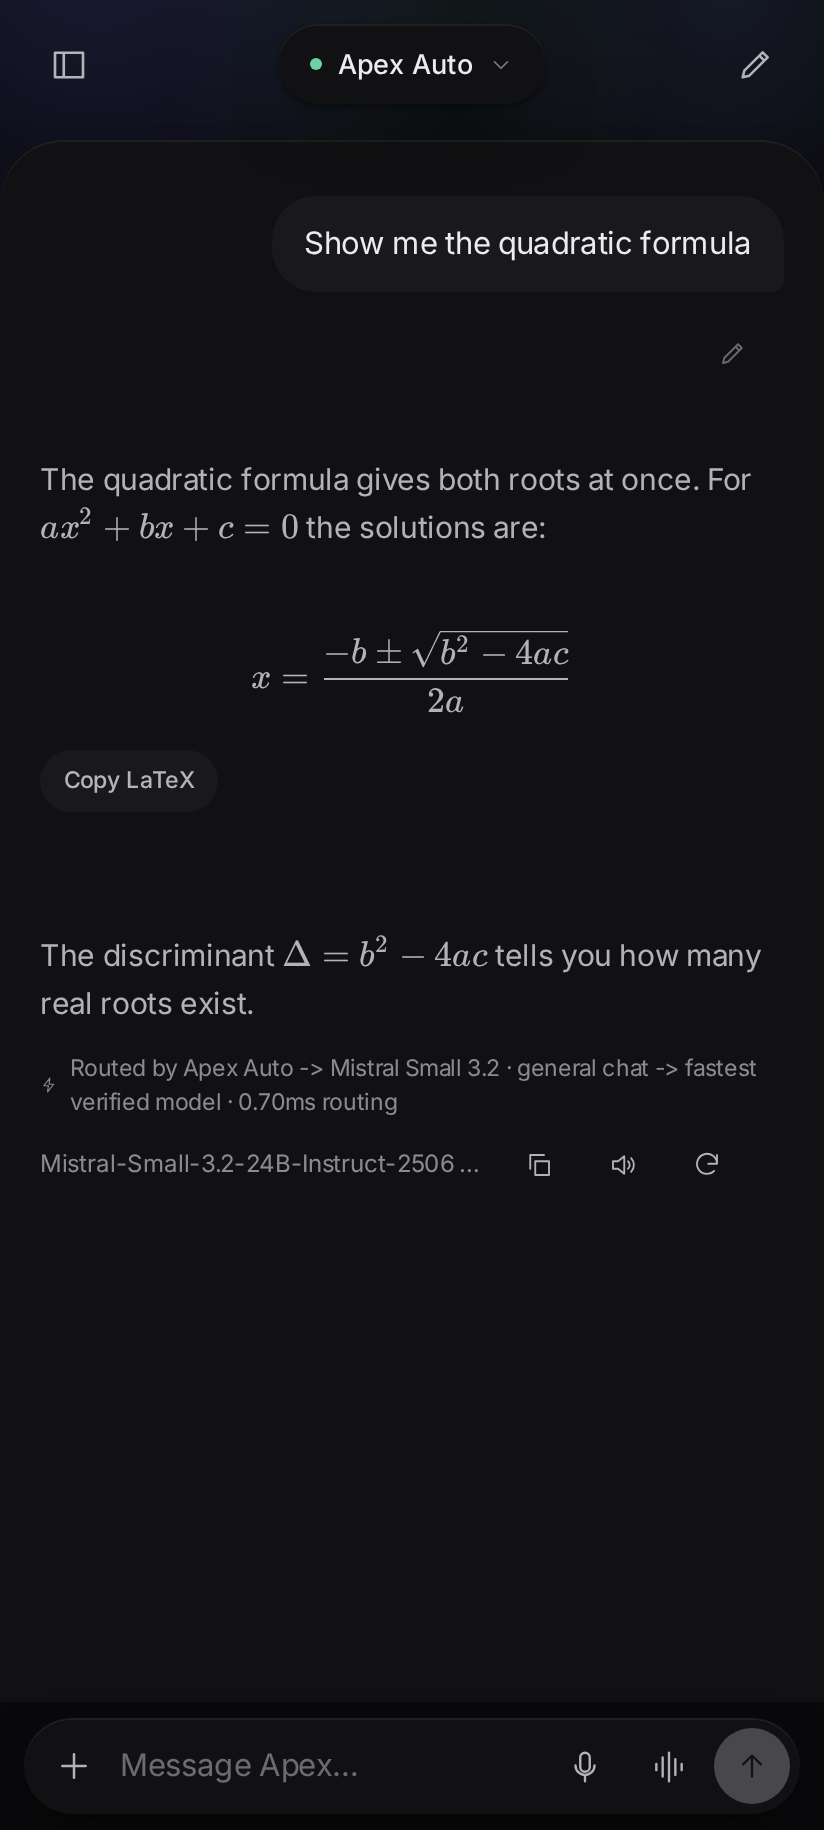 Apex Auto
Show me the quadratic formula
The quadratic formula gives both roots at once. For
ax² + bx + c = 0 the solutions are:
x = \frac{-b ± \sqrt{b² − 4ac}}{2a}
Copy LaTeX
The discriminant Δ = b² − 4ac tells you how many
real roots exist.
Routed by Apex Auto -> Mistral Small 3.2 · general chat -> fastest
verified model · 0.70ms routing
Mistral-Small-3.2-24B-Instruct-2506 ...
Message Apex...